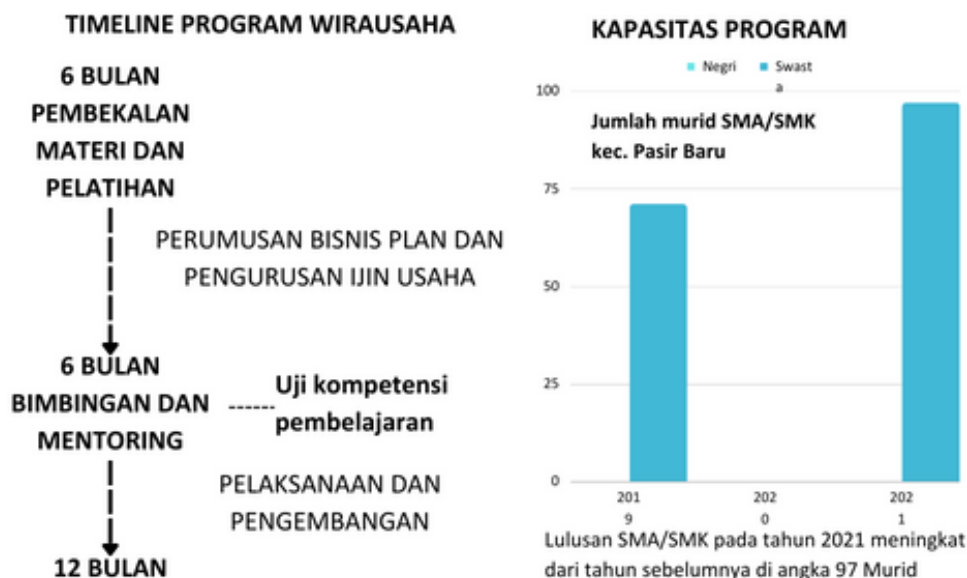 TIMELINE PROGRAM WIRAUSAHA
6 BULAN
PEMBEKALAN
MATERI DAN
PELATIHAN
PERUMUSAN BISNIS PLAN DAN
PENGURUSAN IJIN USAHA
6 BULAN
BIMBINGAN DAN
MENTORING
Uji kompetensi
pembelajaran
PELAKSANAAN DAN
PENGEMBANGAN
12 BULAN
KAPASITAS PROGRAM
Negri Swast
a
100
Jumlah murid SMA/SMK
kec. Pasir Baru
75
50
25
0
201 202 202
9 0 1
Lulusan SMA/SMK pada tahun 2021 meningkat
dari tahun sebelumnya di angka 97 Murid